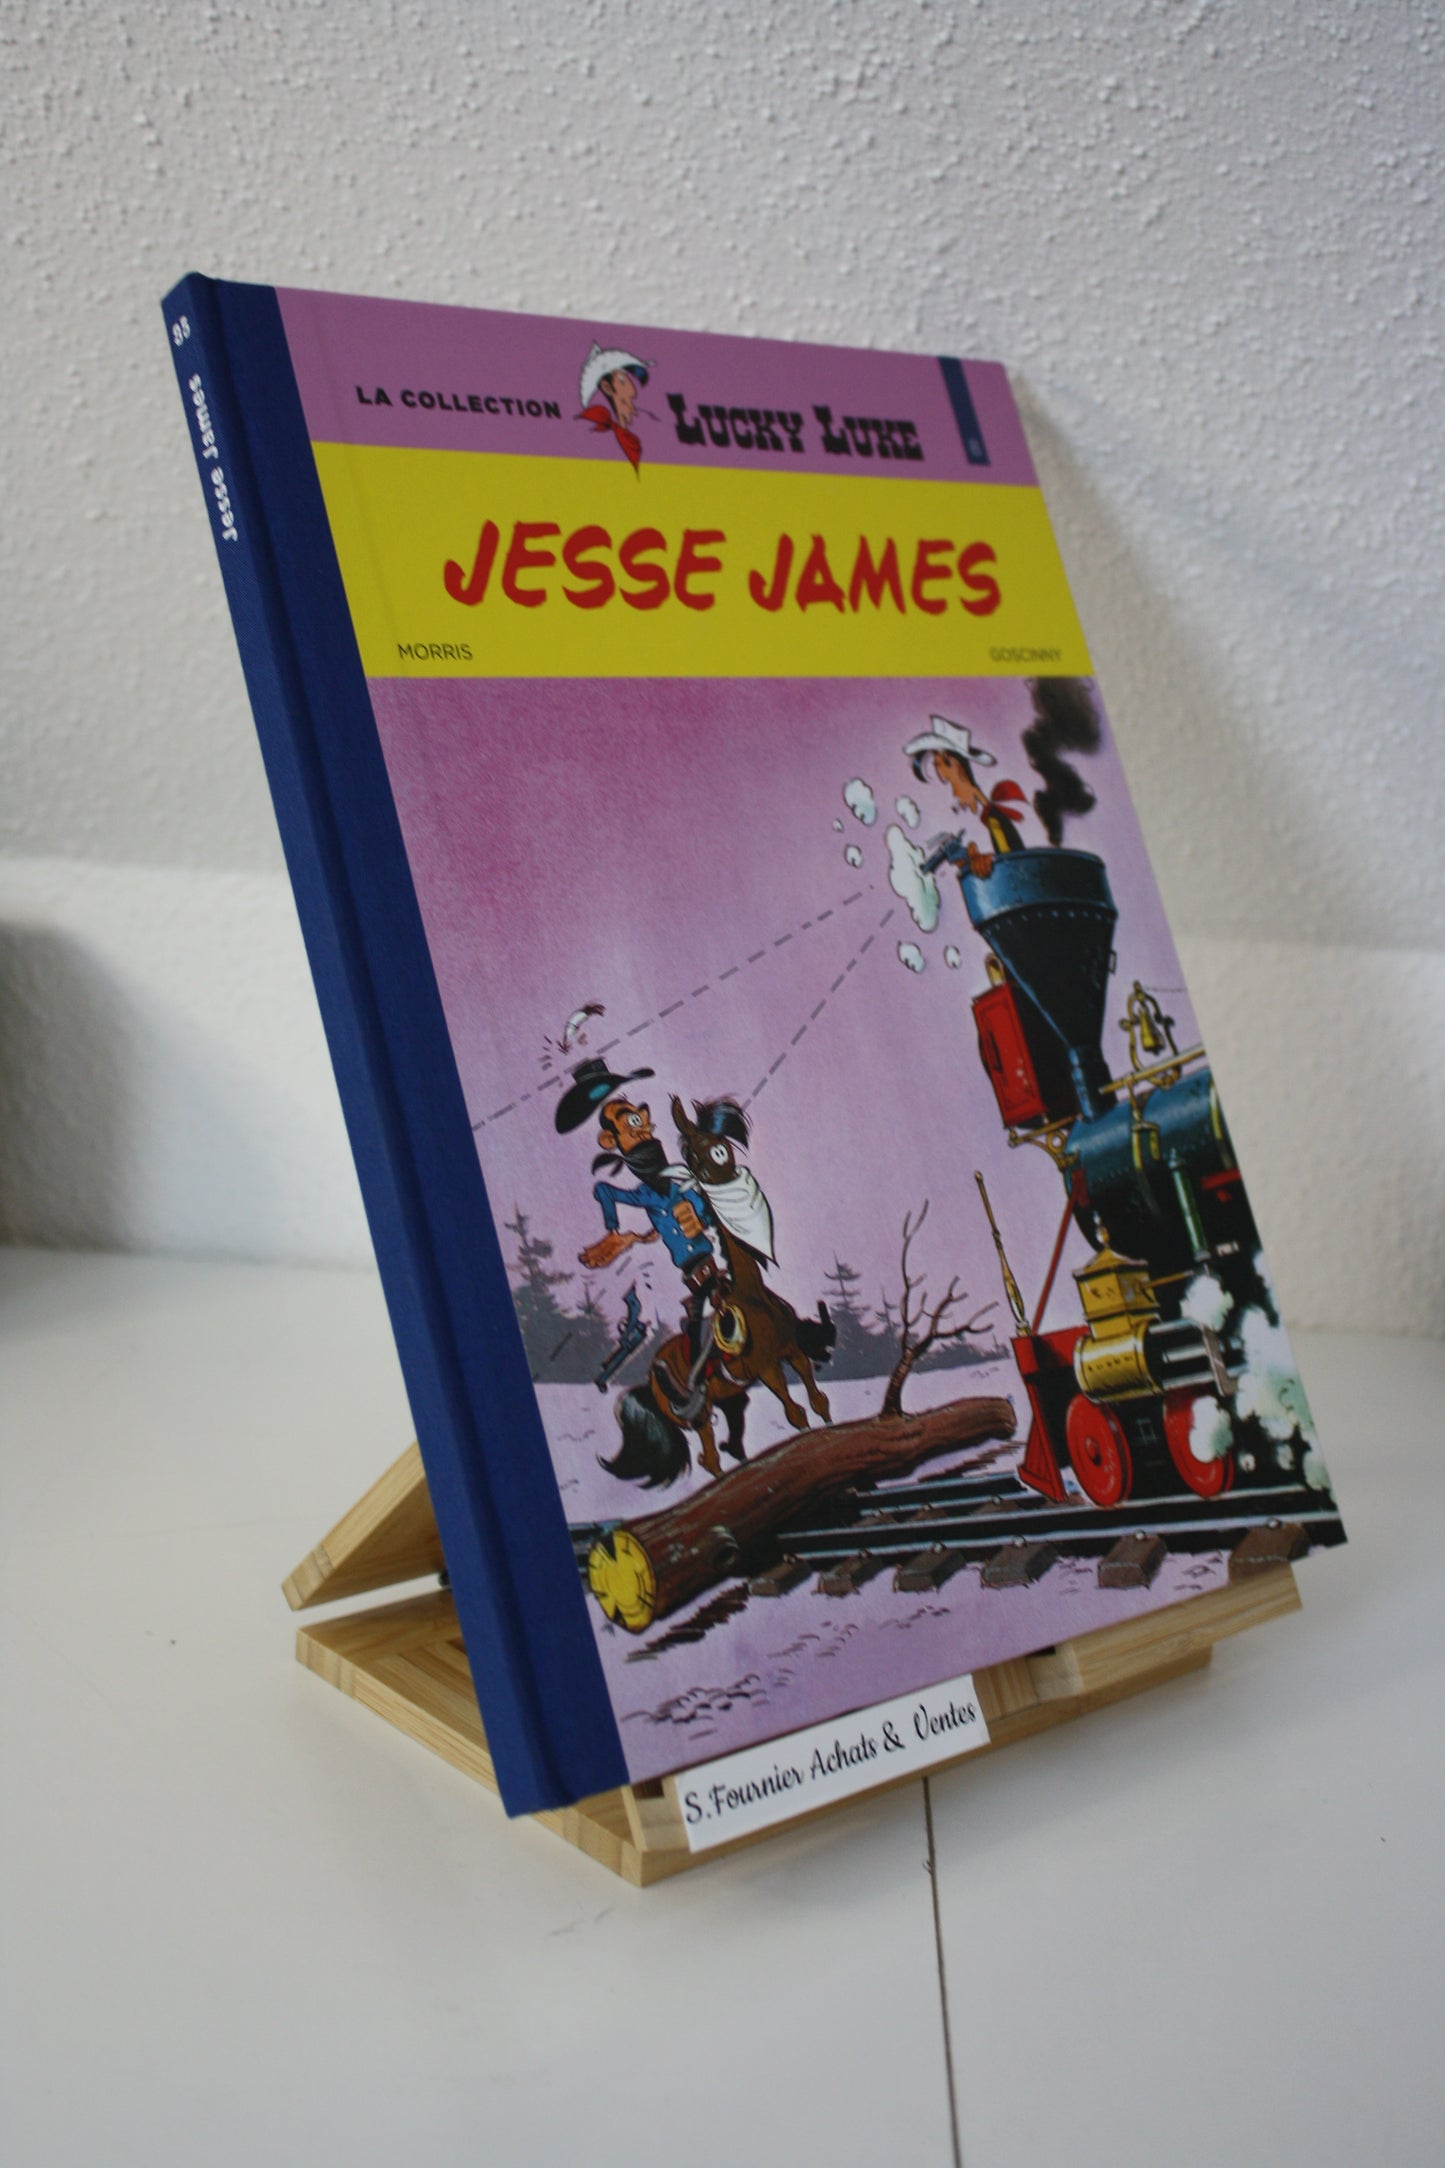 LA COLLECTION LUCKY LUKE
JESSE JAMES
MORRIS GOSCINNY
Jesse James
S.Fournier Achats & Ventes